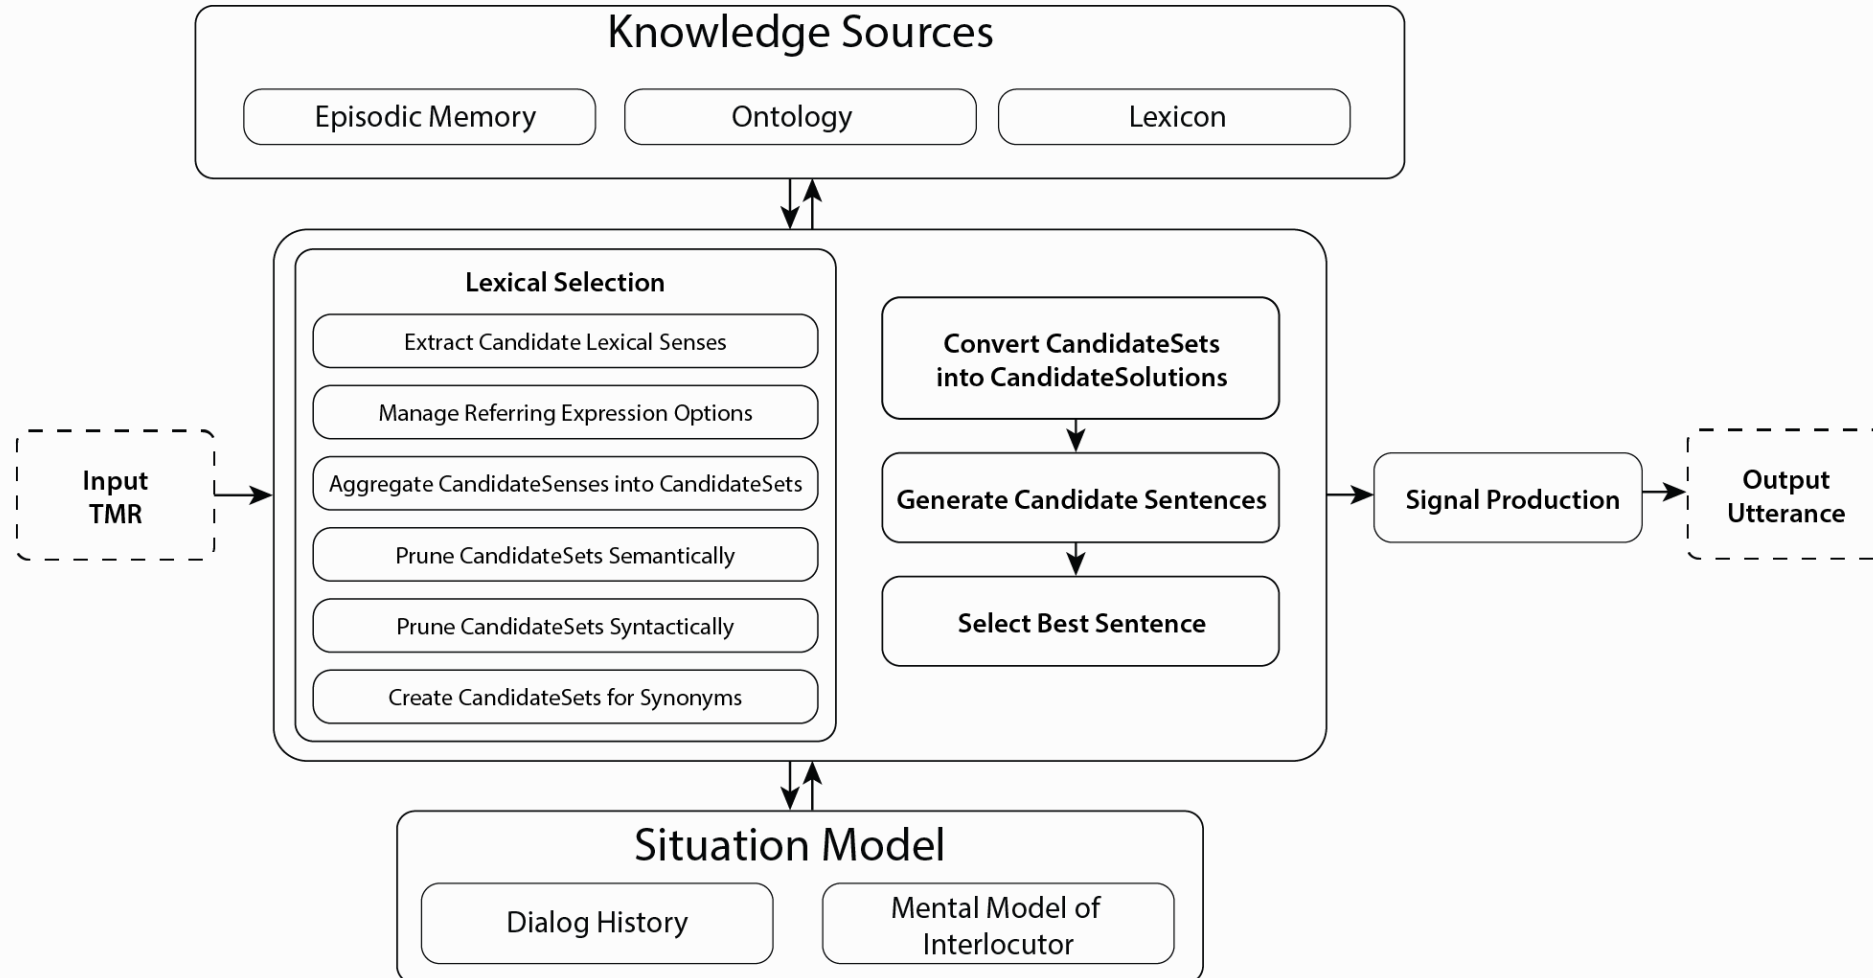 Knowledge Sources
Episodic Memory
Ontology
Lexicon
Lexical Selection
Extract Candidate Lexical Senses
Manage Referring Expression Options
Aggregate CandidateSenses into CandidateSets
Prune CandidateSets Semantically
Prune CandidateSets Syntactically
Create CandidateSets for Synonyms
Convert CandidateSets
into CandidateSolutions
Generate Candidate Sentences
Select Best Sentence
Input
TMR
Signal Production
Output
Utterance
Situation Model
Dialog History
Mental Model of
Interlocutor